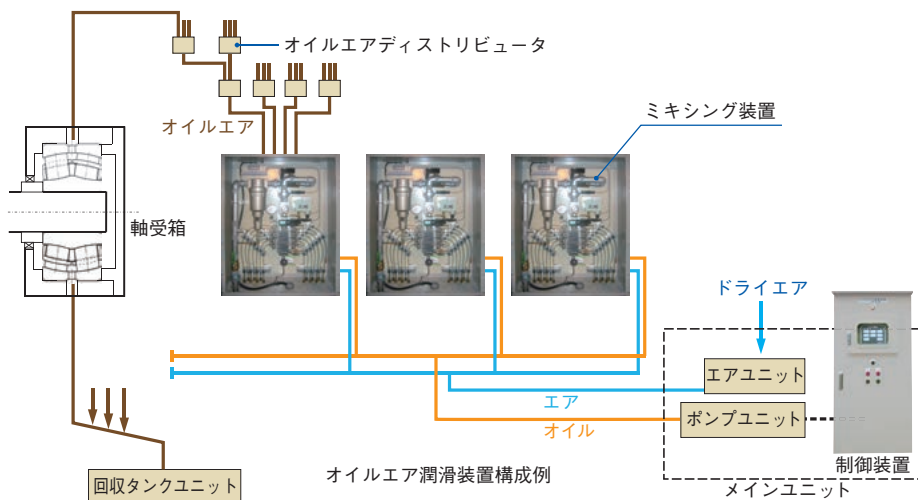 オイルエアディストリビュータ
オイルエア
ミキシング装置
軸受箱
ドライエア
エアユニット
エア
ポンプユニット
オイル
制御装置
オイルエア潤滑装置構成例
回収タンクユニット
メインユニット